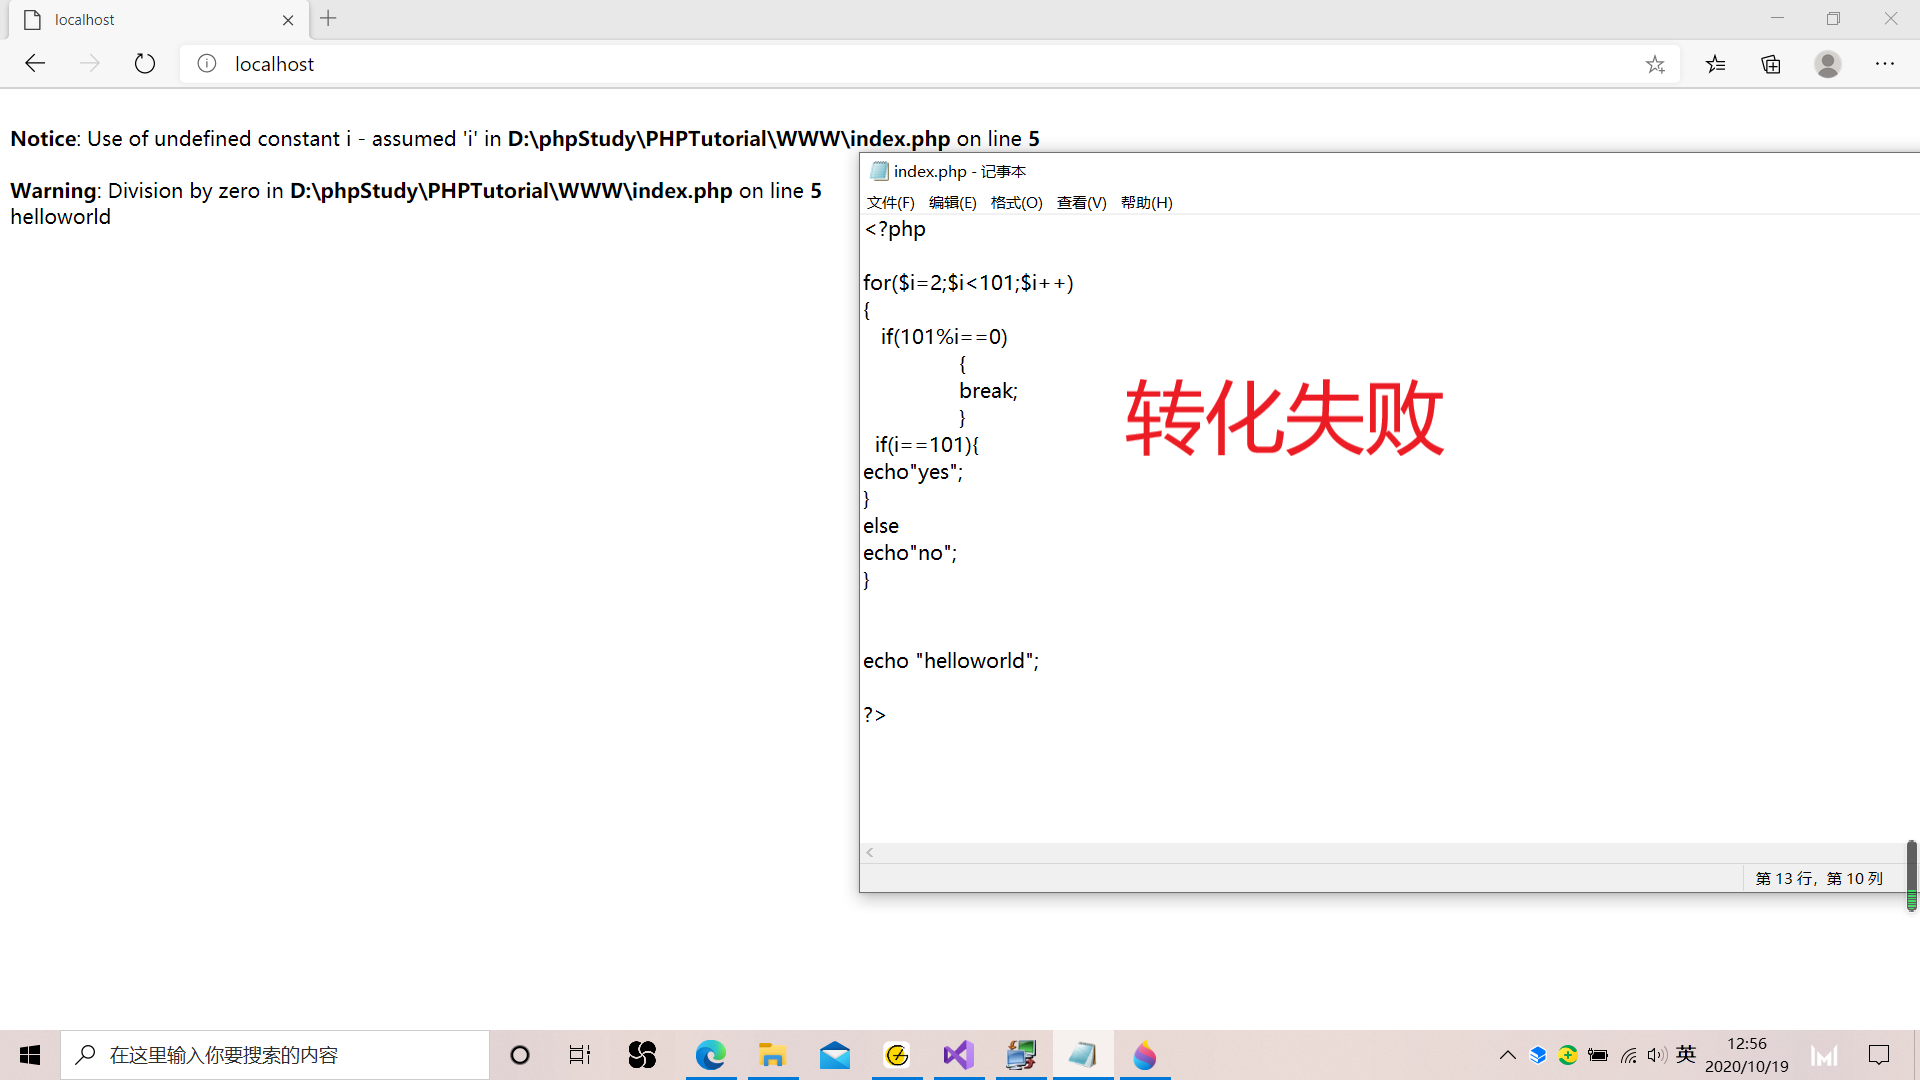 localhost
localhost
Notice: Use of undefined constant i - assumed 'i' in D:\phpStudy\PHPTutorial\WWW\index.php on line 5
Warning: Division by zero in D:\phpStudy\PHPTutorial\WWW\index.php on line 5
helloworld
index.php - 记事本
文件(F) 编辑(E) 格式(O) 查看(V) 帮助(H)
<?php
for($i=2;$i<101;$i++)
{
if(101%i==0)
{
break;
}
if(i==101){
echo"yes";
}
else
echo"no";
}
echo "helloworld";
?>
转化失败
第 13 行，第 10 列
在这里输入你要搜索的内容
英
12:56
2020/10/19